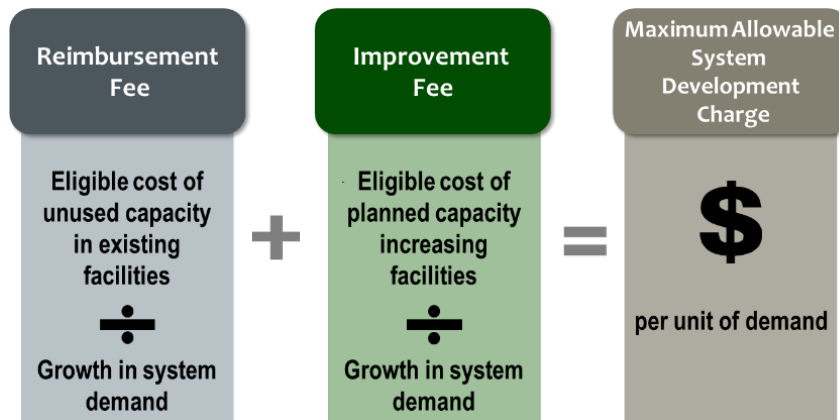 Reimbursement
Fee
Eligible cost of
unused capacity
in existing
facilities
÷
Growth in system
demand
+
Improvement
Fee
Eligible cost of
planned capacity
increasing
facilities
÷
Growth in system
demand
=
Maximum Allowable
System
Development
Charge
$
per unit of demand